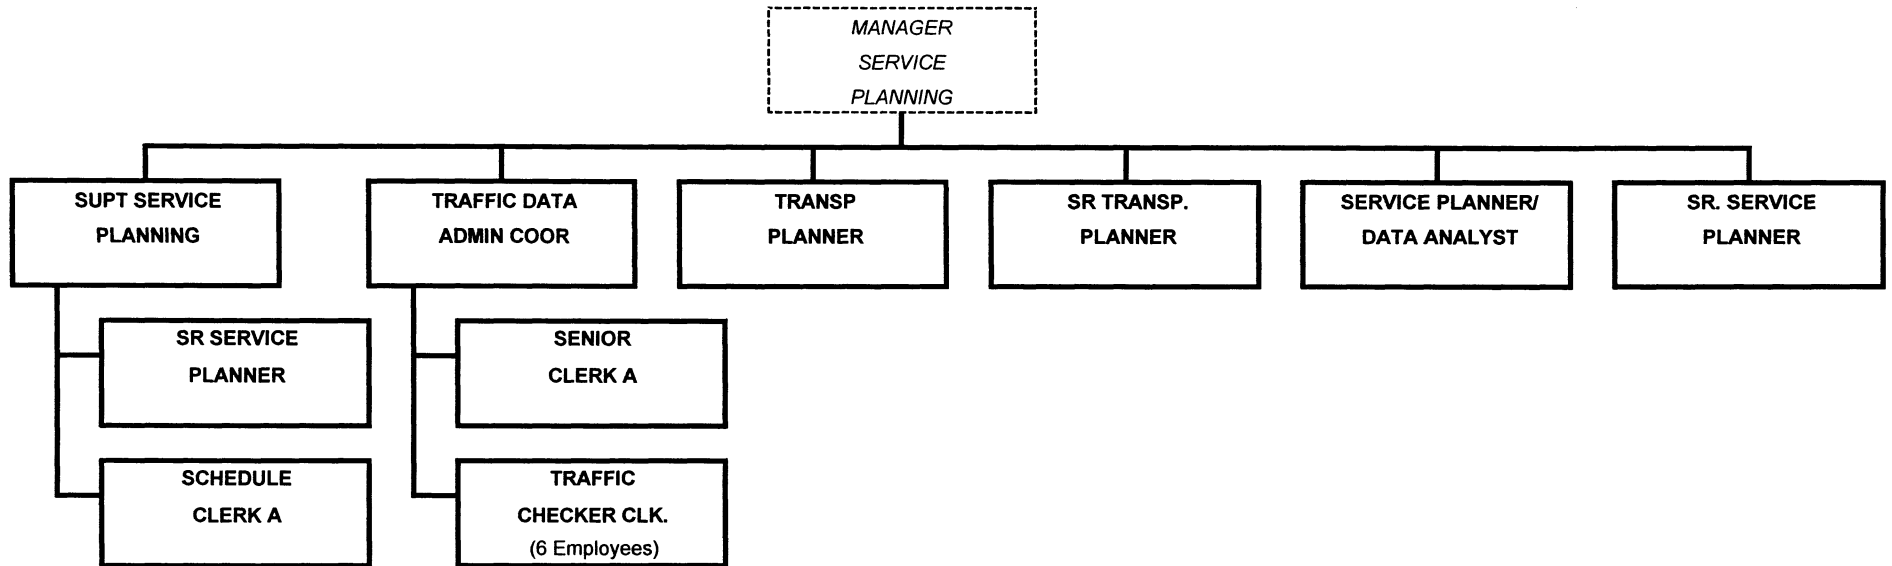 MANAGER
SERVICE
PLANNING
SUPT SERVICE
PLANNING
TRAFFIC DATA
ADMIN COOR
TRANSP
PLANNER
SR TRANSP.
PLANNER
SERVICE PLANNER/
DATA ANALYST
SR. SERVICE
PLANNER
SR SERVICE
PLANNER
SENIOR
CLERK A
SCHEDULE
CLERK A
TRAFFIC
CHECKER CLK.
(6 Employees)